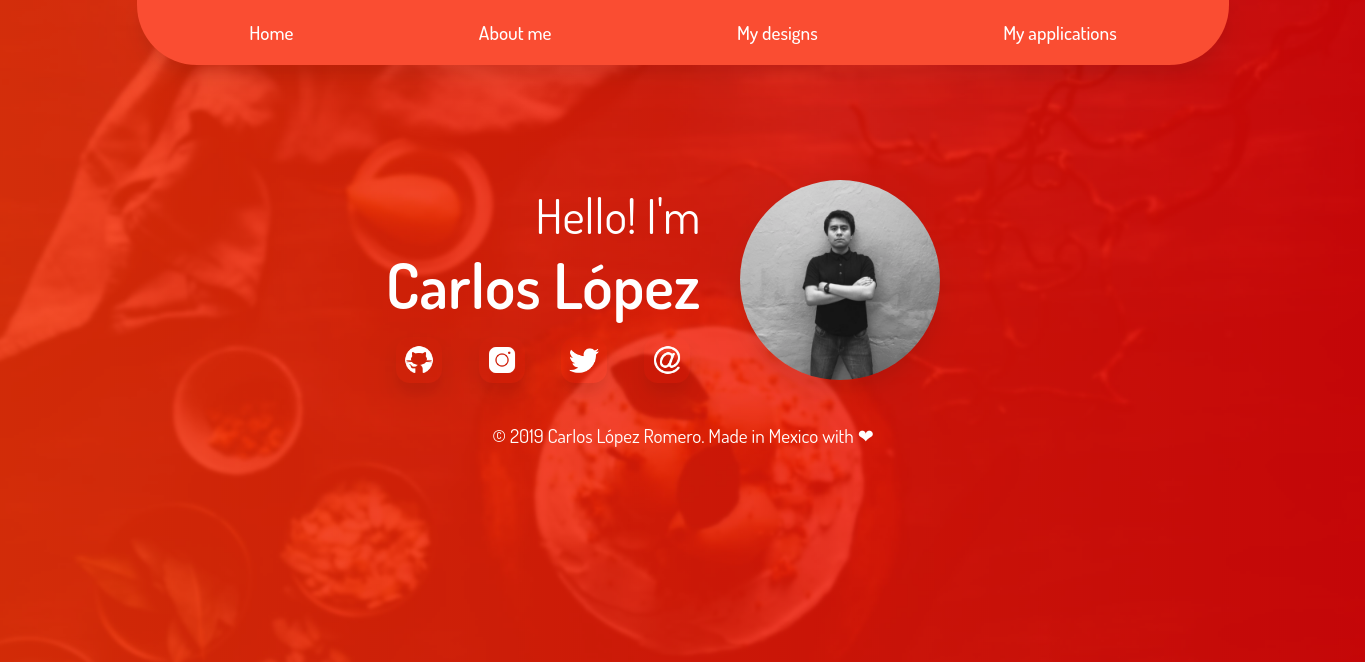 Home
About me
My designs
My applications
Hello! I'm
Carlos López
© 2019 Carlos López Romero. Made in Mexico with ❤